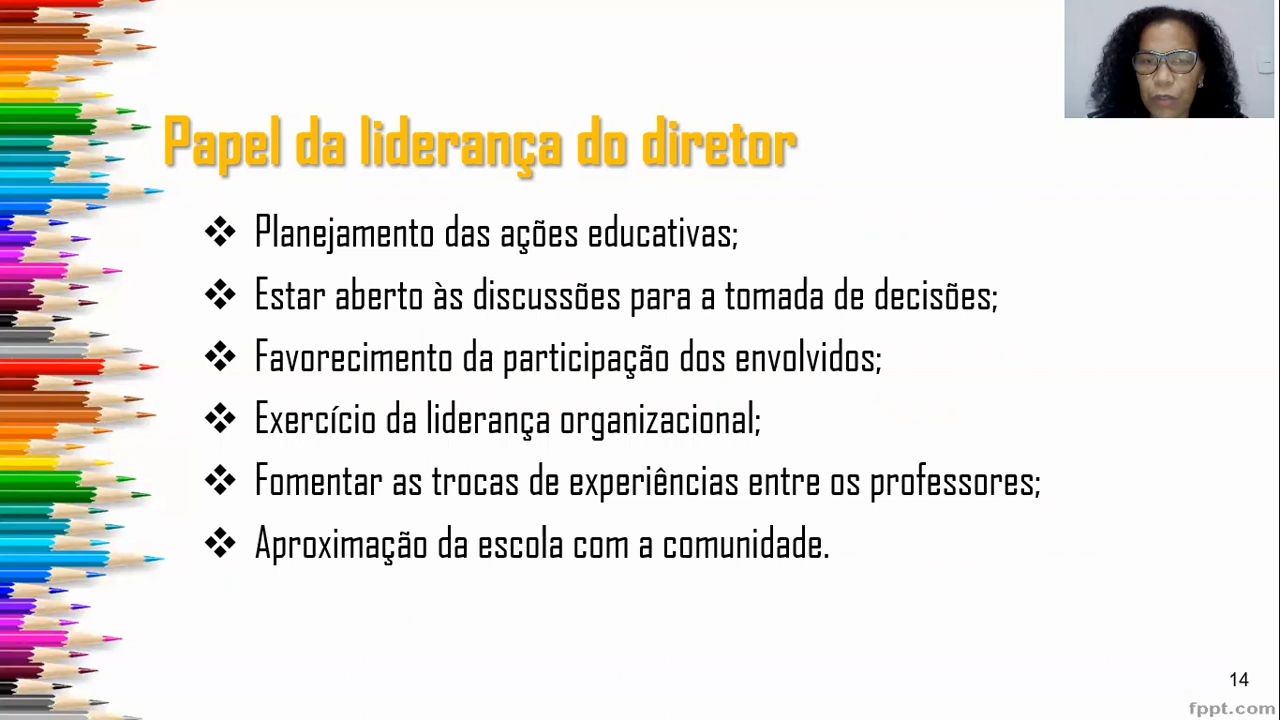 Papel da liderança do diretor
❖ Planejamento das ações educativas;
❖ Estar aberto às discussões para a tomada de decisões;
❖ Favorecimento da participação dos envolvidos;
❖ Exercício da liderança organizacional;
❖ Fomentar as trocas de experiências entre os professores;
❖ Aproximação da escola com a comunidade.
14
fppt.com